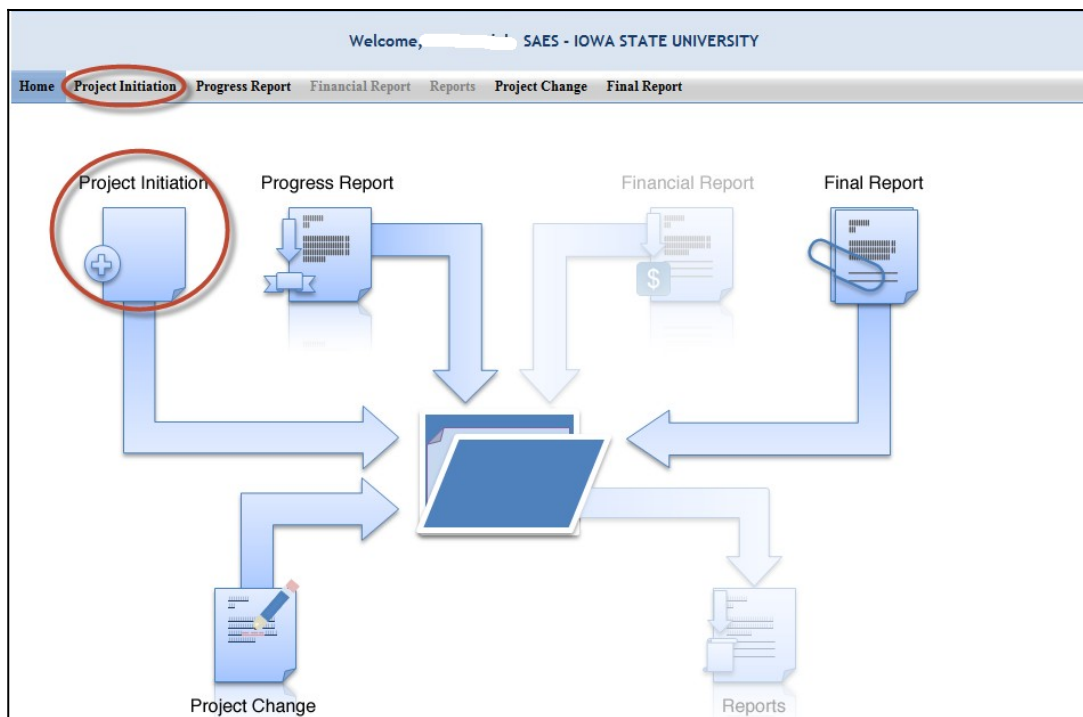 Welcome, SAES - IOWA STATE UNIVERSITY
Home Project Initiation Progress Report Financial Report Reports Project Change Final Report
Project Initiation Progress Report Financial Report Final Report
$
Project Change Reports